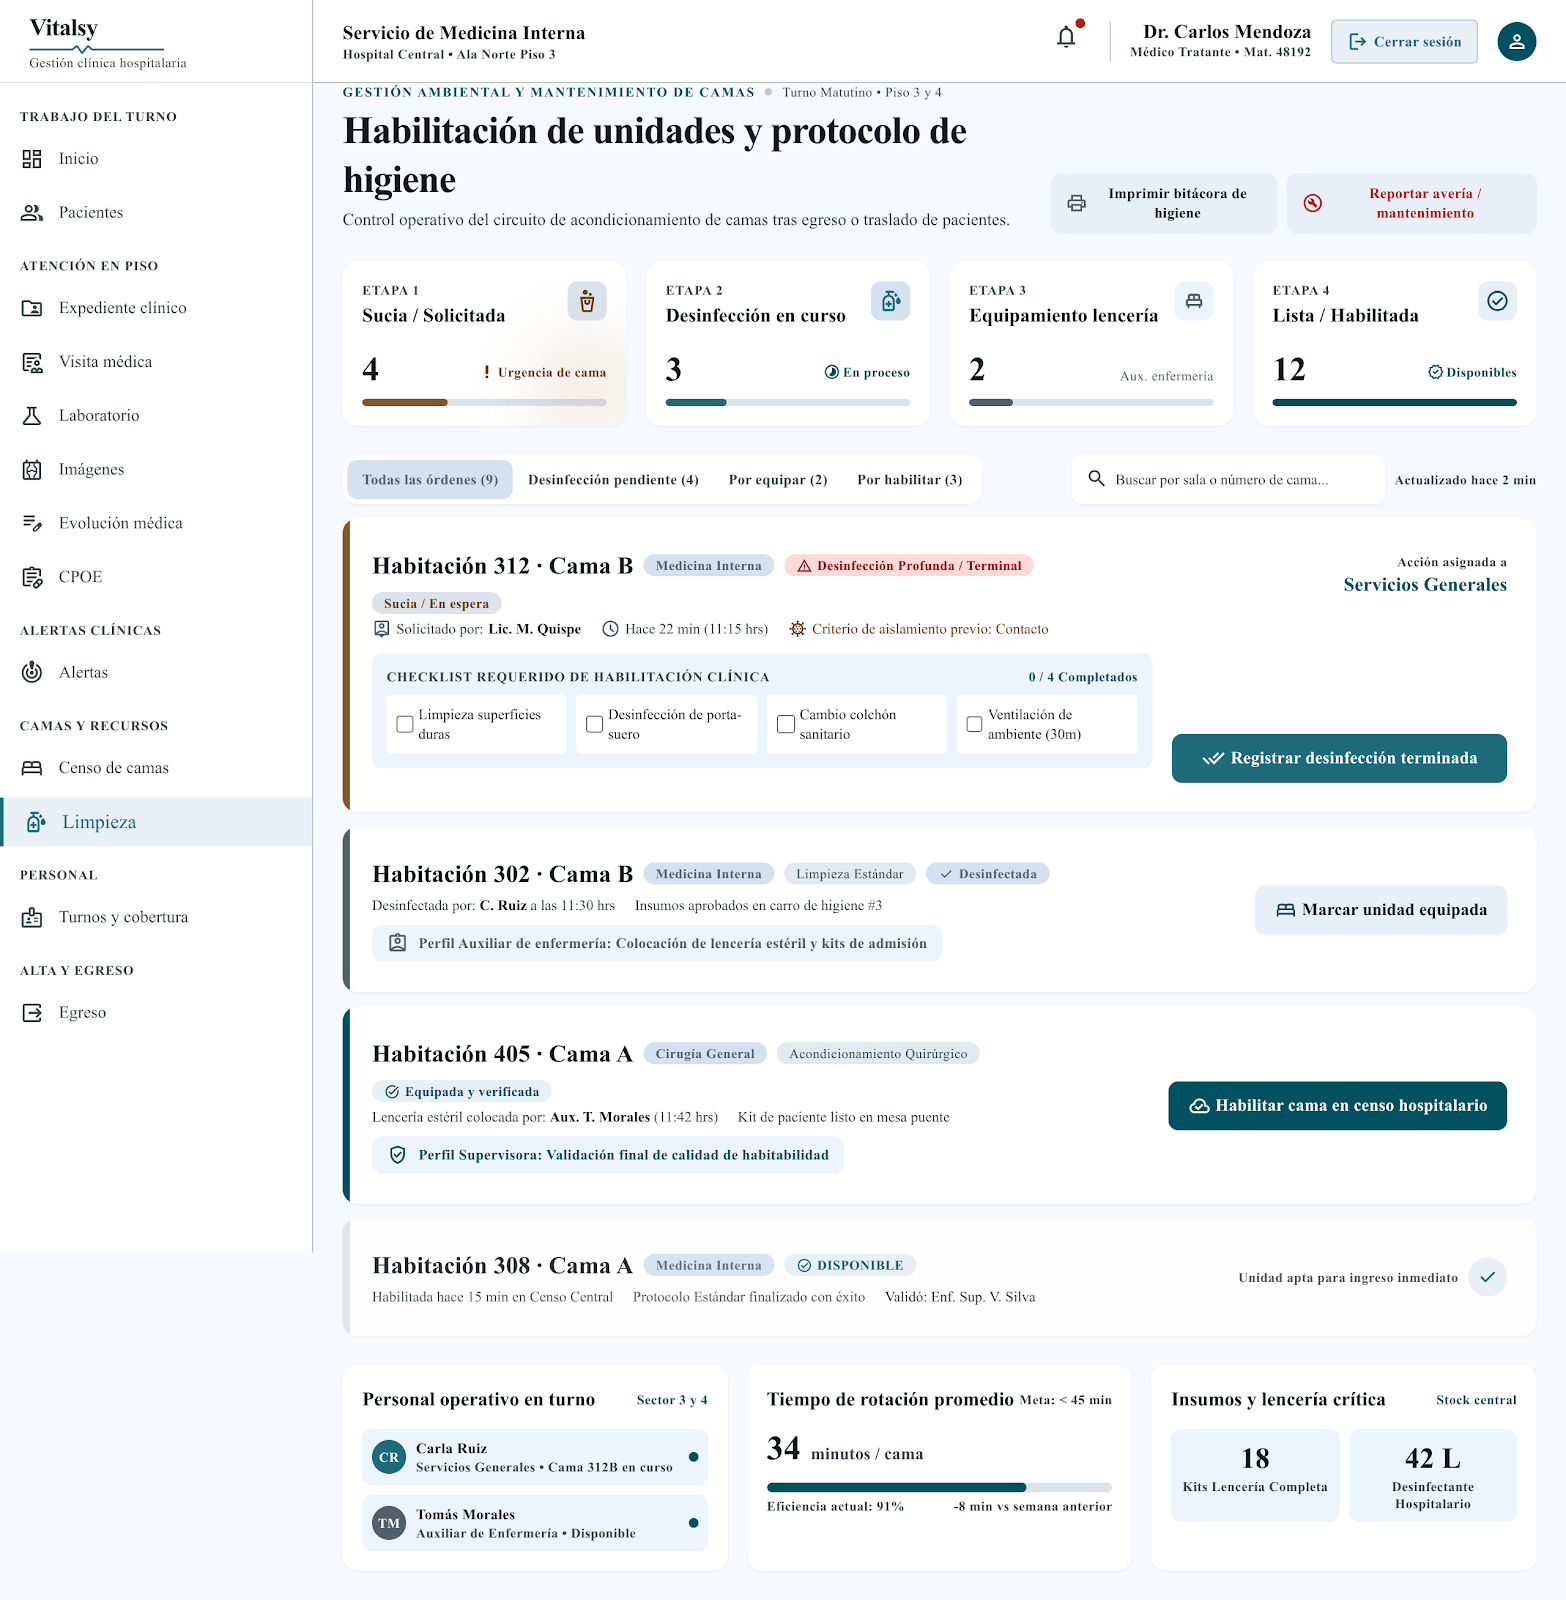 Vitalsy
Gestión clínica hospitalaria
Servicio de Medicina Interna
Hospital Central • Ala Norte Piso 3
Dr. Carlos Mendoza
Médico Tratante • Mat. 48192
Cerrar sesión
TRABAJO DEL TURNO
Inicio
Pacientes
ATENCIÓN EN PISO
Expediente clínico
Visita médica
Laboratorio
Imágenes
Evolución médica
CPOE
ALERTAS CLÍNICAS
Alertas
CAMAS Y RECURSOS
Censo de camas
Limpieza
PERSONAL
Turnos y cobertura
ALTA Y EGRESO
Egreso
GESTIÓN AMBIENTAL Y MANTENIMIENTO DE CAMAS
Turno Matutino • Piso 3 y 4
Habilitación de unidades y protocolo de
higiene
Control operativo del circuito de acondicionamiento de camas tras egreso o traslado de pacientes.
Imprimir bitácora de
higiene
Reportar avería /
mantenimiento
ETAPA 1
Sucia / Solicitada
4
Urgencia de cama
ETAPA 2
Desinfección en curso
3
En proceso
ETAPA 3
Equipamiento lencería
2
Aux. enfermería
ETAPA 4
Lista / Habilitada
12
Disponibles
Todas las órdenes (9)
Desinfección pendiente (4)
Por equipar (2)
Por habilitar (3)
Buscar por sala o número de cama...
Actualizado hace 2 min
Habitación 312 · Cama B
Medicina Interna
Desinfección Profunda / Terminal
Sucia / En espera
Solicitado por: Lic. M. Quispe
Hace 22 min (11:15 hrs)
Criterio de aislamiento previo: Contacto
Acción asignada a
Servicios Generales
CHECKLIST REQUERIDO DE HABILITACIÓN CLÍNICA
0 / 4 Completados
Limpieza superficies
duras
Desinfección de porta-
suero
Cambio colchón
sanitario
Ventilación de
ambiente (30m)
Registrar desinfección terminada
Habitación 302 · Cama B
Medicina Interna
Limpieza Estándar
Desinfectada
Desinfectada por: C. Ruiz a las 11:30 hrs
Insumos aprobados en carro de higiene #3
Perfil Auxiliar de enfermería: Colocación de lencería estéril y kits de admisión
Marcar unidad equipada
Habitación 405 · Cama A
Cirugía General
Acondicionamiento Quirúrgico
Equipada y verificada
Lencería estéril colocada por: Aux. T. Morales (11:42 hrs)
Kit de paciente listo en mesa puente
Perfil Supervisora: Validación final de calidad de habitabilidad
Habilitar cama en censo hospitalario
Habitación 308 · Cama A
Medicina Interna
DISPONIBLE
Habilitada hace 15 min en Censo Central
Protocolo Estándar finalizado con éxito
Validó: Enf. Sup. V. Silva
Unidad apta para ingreso inmediato
Personal operativo en turno
Sector 3 y 4
CR
Carla Ruiz
Servicios Generales • Cama 312B en curso
TM
Tomás Morales
Auxiliar de Enfermería • Disponible
Tiempo de rotación promedio
Meta: < 45 min
34 minutos / cama
Eficiencia actual: 91%
-8 min vs semana anterior
Insumos y lencería crítica
Stock central
18
Kits Lencería Completa
42 L
Desinfectante
Hospitalario